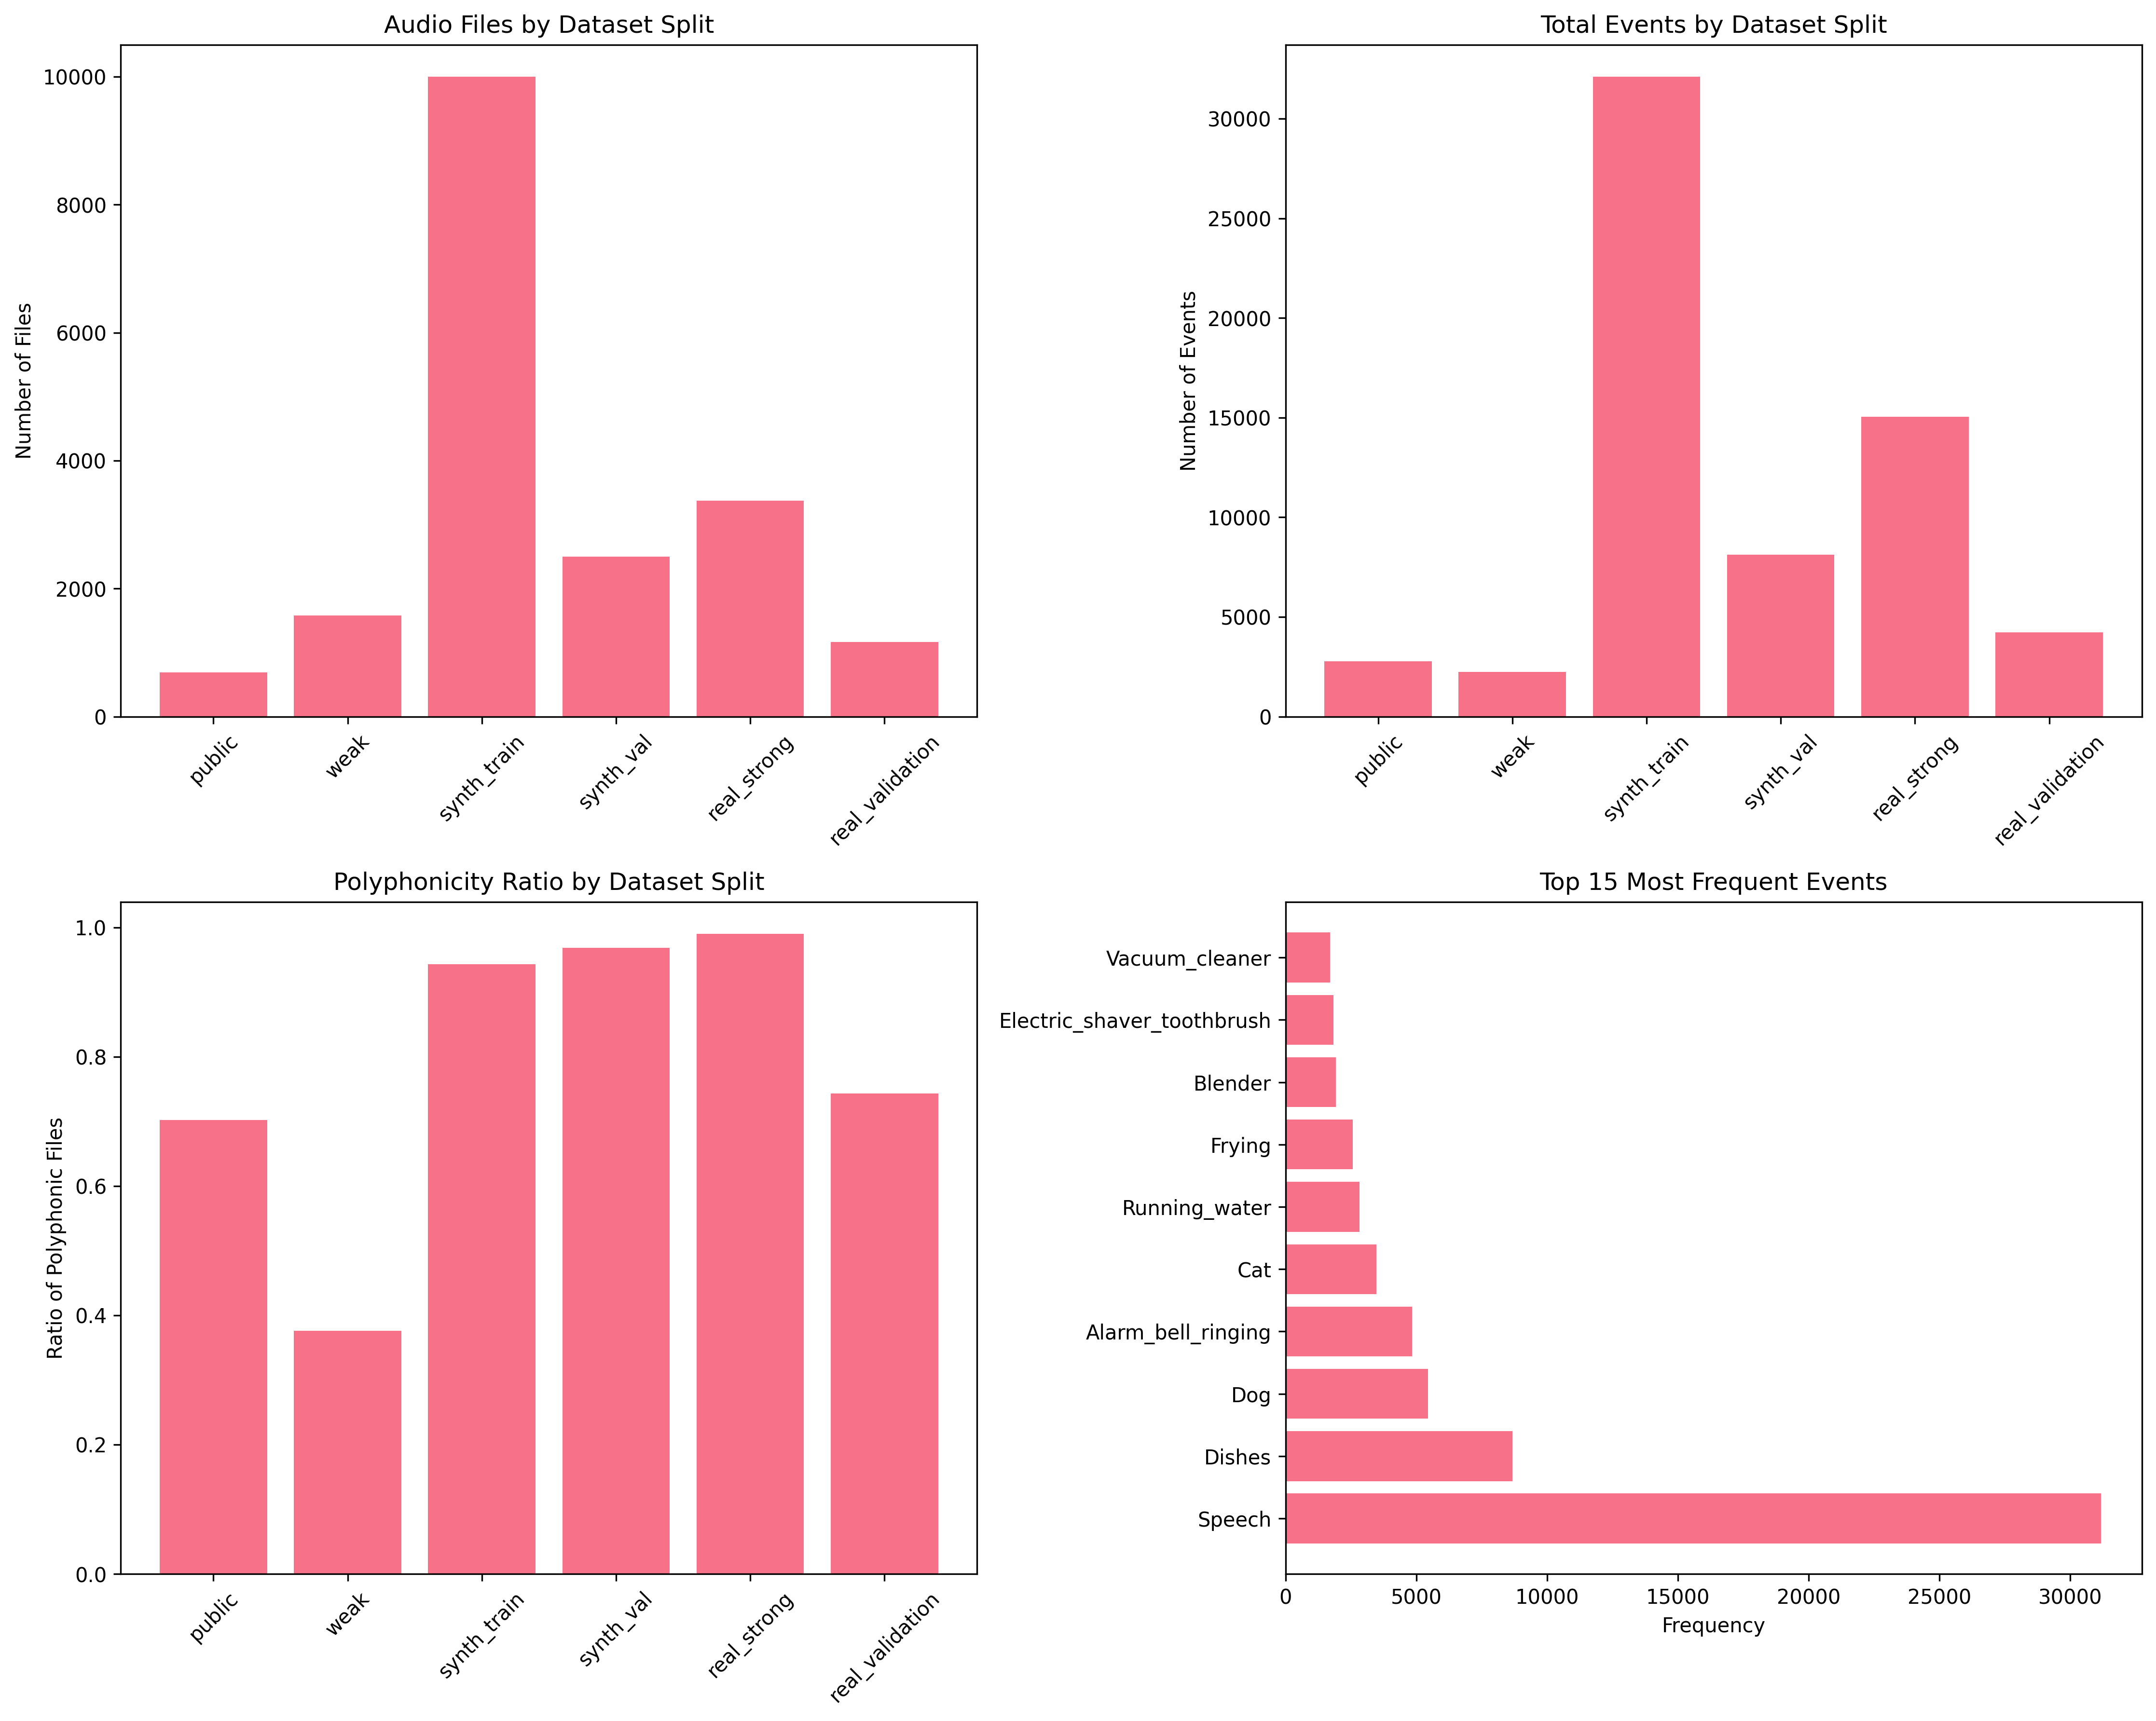 Audio Files by Dataset Split
Number of Files
10000
8000
6000
4000
2000
0
public
weak
synth_train
synth_val
real_strong
real_validation
Total Events by Dataset Split
Number of Events
30000
25000
20000
15000
10000
5000
0
public
weak
synth_train
synth_val
real_strong
real_validation
Polyphonicity Ratio by Dataset Split
Ratio of Polyphonic Files
1.0
0.8
0.6
0.4
0.2
0.0
public
weak
synth_train
synth_val
real_strong
real_validation
Top 15 Most Frequent Events
Vacuum_cleaner
Electric_shaver_toothbrush
Blender
Frying
Running_water
Cat
Alarm_bell_ringing
Dog
Dishes
Speech
0 5000 10000 15000 20000 25000 30000
Frequency